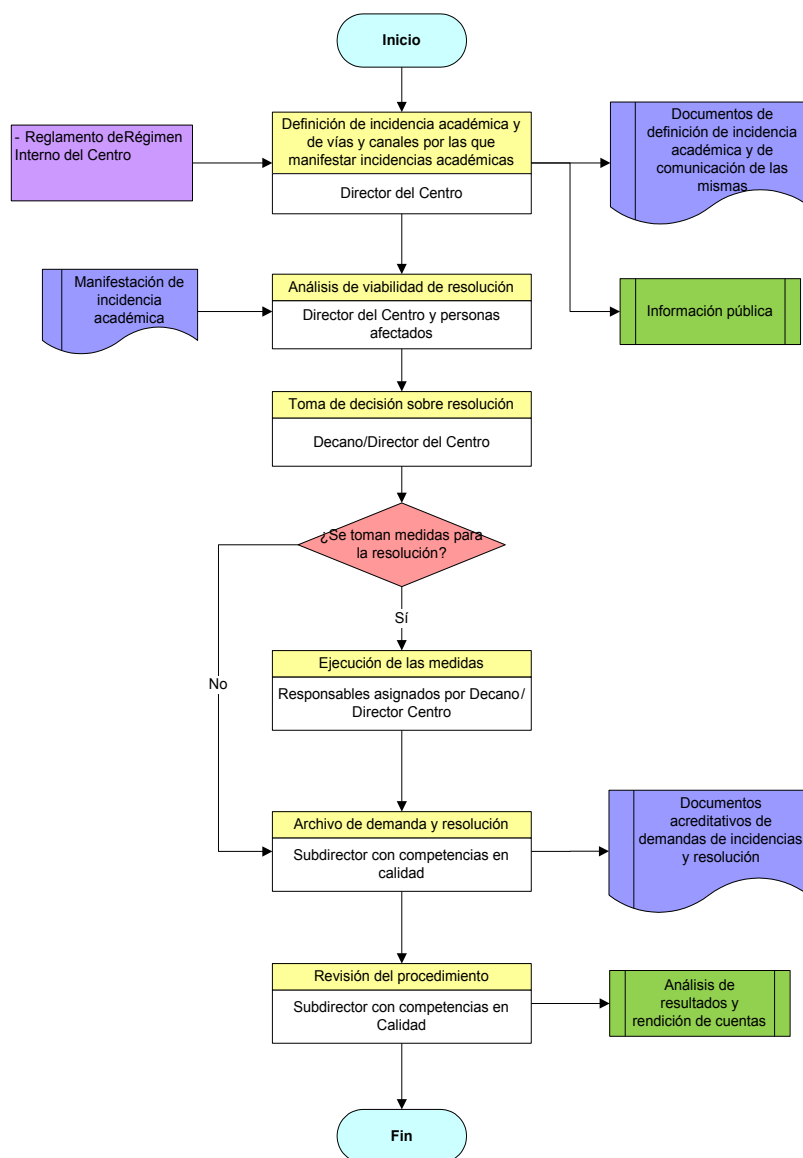 Inicio
- Reglamento deRégimen
Interno del Centro
Definición de incidencia académica y
de vías y canales por las que
manifestar incidencias académicas
Director del Centro
Documentos de
definición de incidencia
académica y de
comunicación de las
mismas
Manifestación de
incidencia
académica
Análisis de viabilidad de resolución
Director del Centro y personas
afectados
Información pública
Toma de decisión sobre resolución
Decano/Director del Centro
¿Se toman medidas para
la resolución?
Sí
No
Ejecución de las medidas
Responsables asignados por Decano/
Director Centro
Archivo de demanda y resolución
Subdirector con competencias en
calidad
Documentos
acreditativos de
demandas de incidencias
y resolución
Revisión del procedimiento
Subdirector con competencias en
Calidad
Análisis de
resultados y
rendición de cuentas
Fin